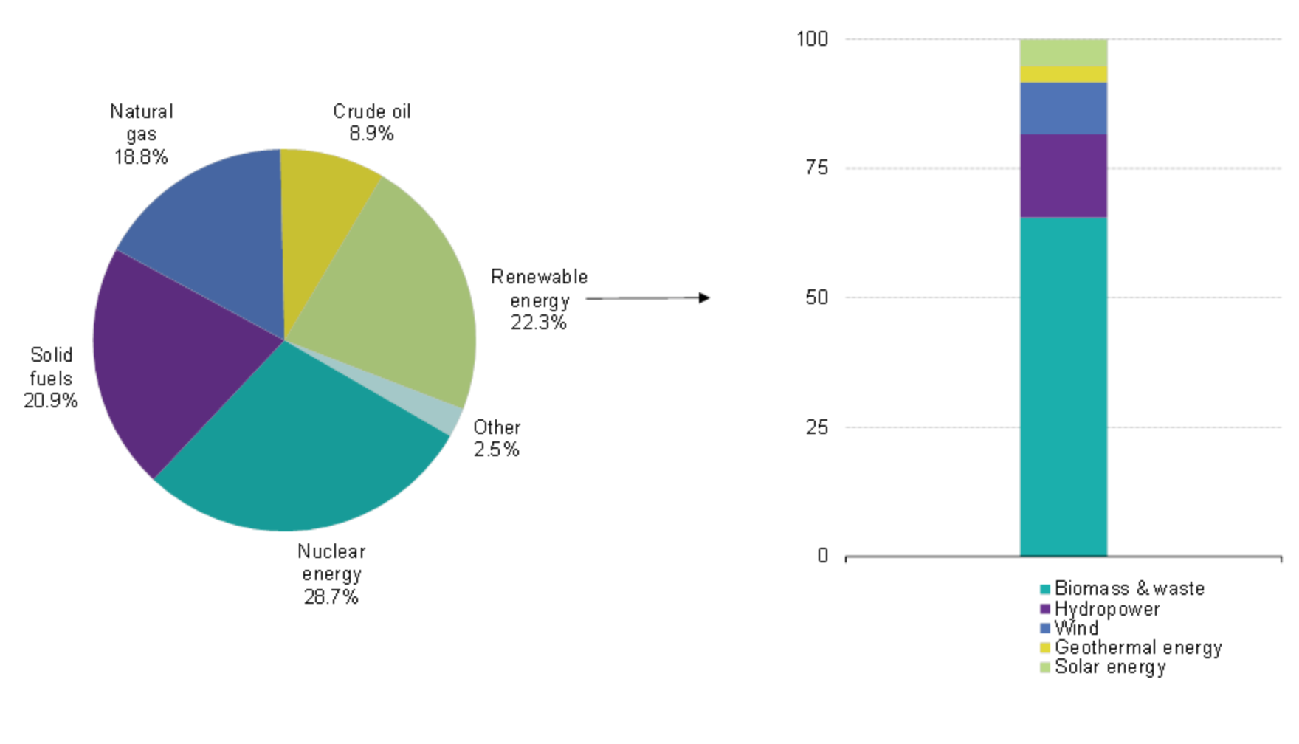 Natural
gas
18.8%
Crude oil
8.9%
Renewable
energy
22.3%
Other
2.5%
Nuclear
energy
28.7%
Solid
fuels
20.9%
100
75
50
25
0
Biomass & waste
Hydropower
Wind
Geothermal energy
Solar energy